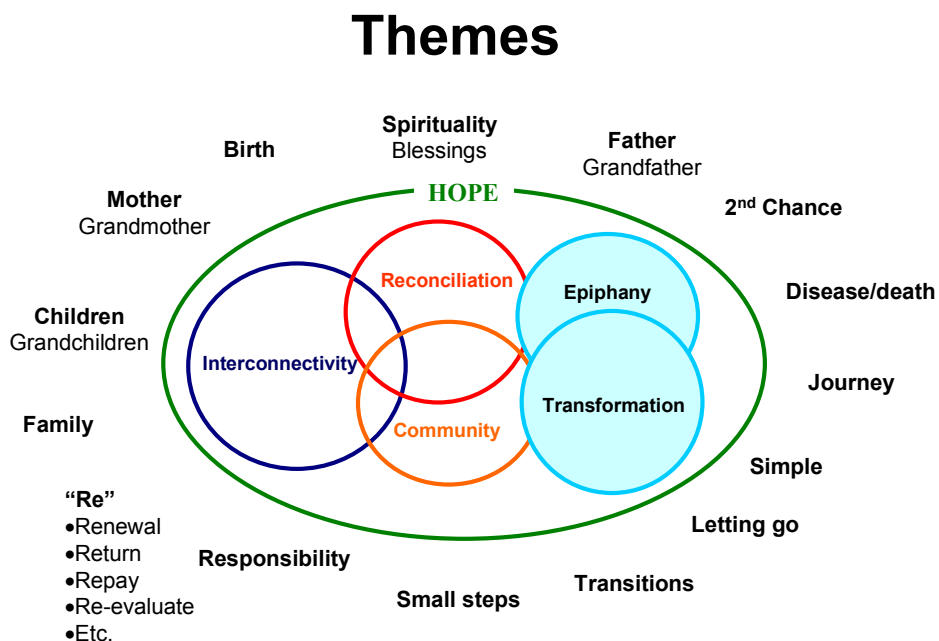 Themes
Spirituality
Blessings
Birth
Father
Grandfather
Mother
Grandmother
HOPE
2nd Chance
Reconciliation
Epiphany
Disease/death
Children
Grandchildren
Interconnectivity
Journey
Transformation
Family
Community
Simple
“Re”
•Renewal
•Return
•Repay
•Re-evaluate
•Etc.
Letting go
Responsibility
Transitions
Small steps